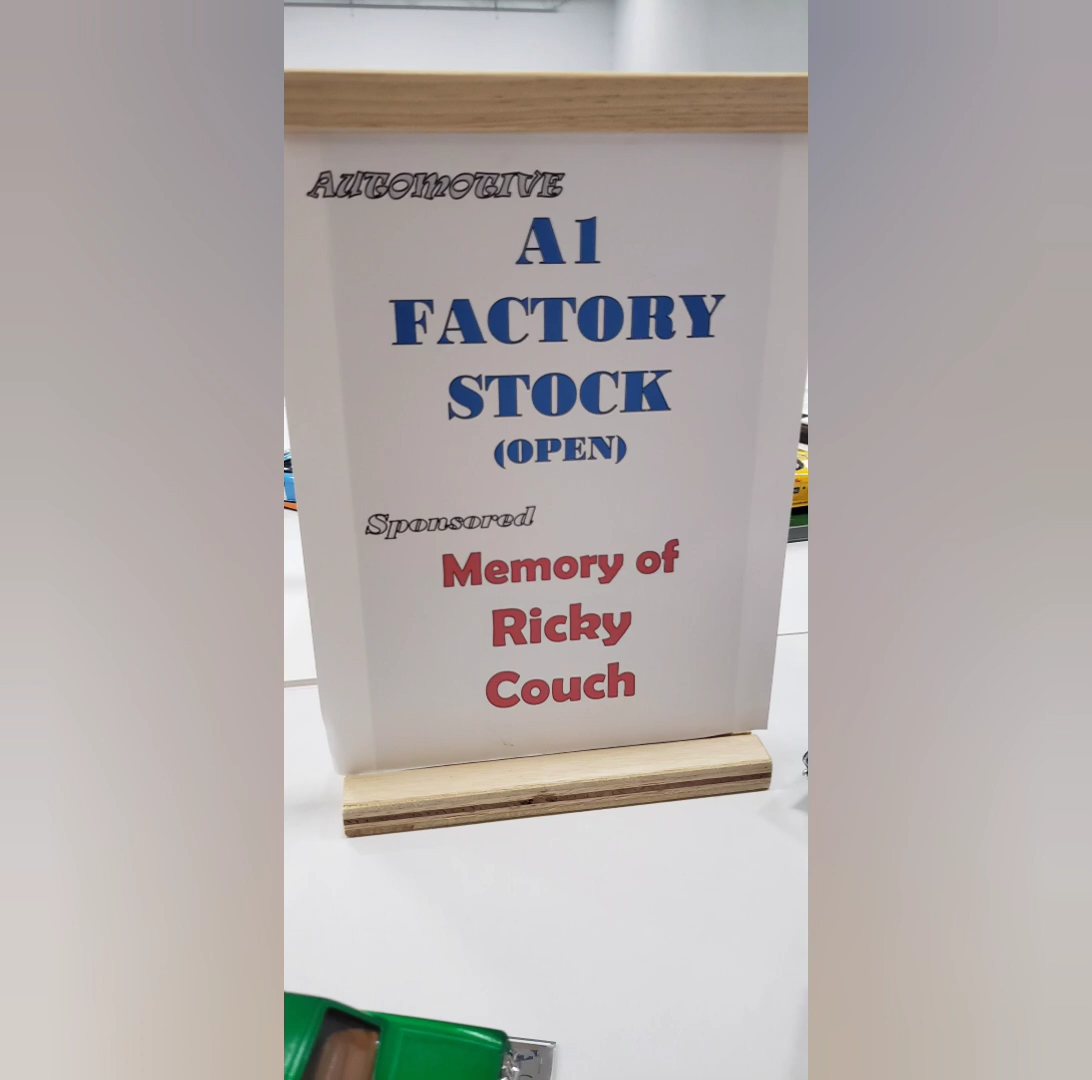 AUTOMOTIVE
A1
FACTORY
STOCK
(OPEN)
Sponsored
Memory of
Ricky
Couch